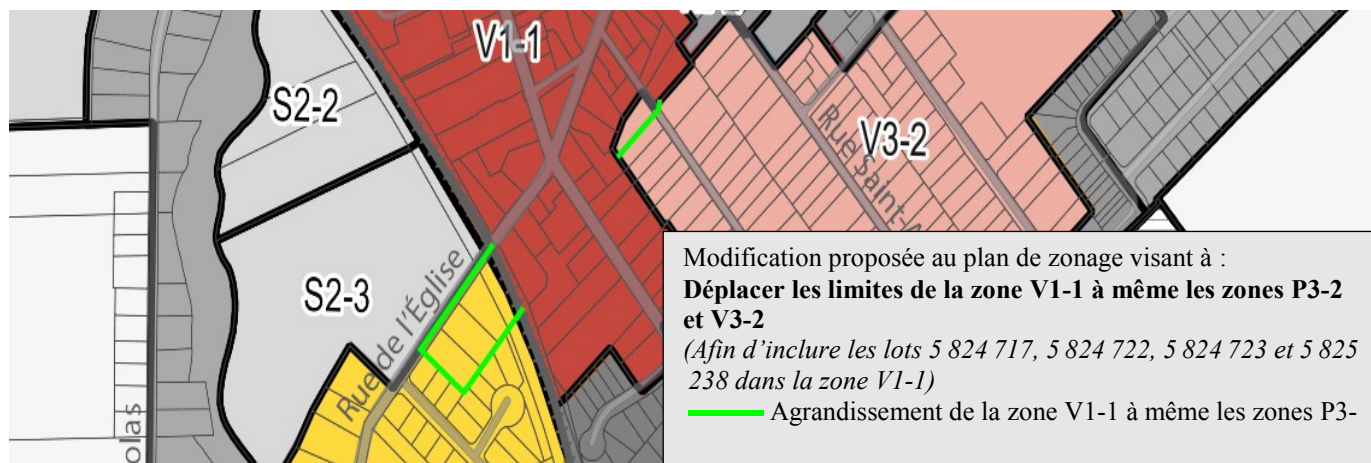 V1-1
S2-2
Rue Saint-A
V3-2
S2-3
Rue de l'Église
olas
Modification proposée au plan de zonage visant à :
Déplacer les limites de la zone V1-1 à même les zones P3-2
et V3-2
(Afin d'inclure les lots 5 824 717, 5 824 722, 5 824 723 et 5 825
238 dans la zone V1-1)
Agrandissement de la zone V1-1 à même les zones P3-